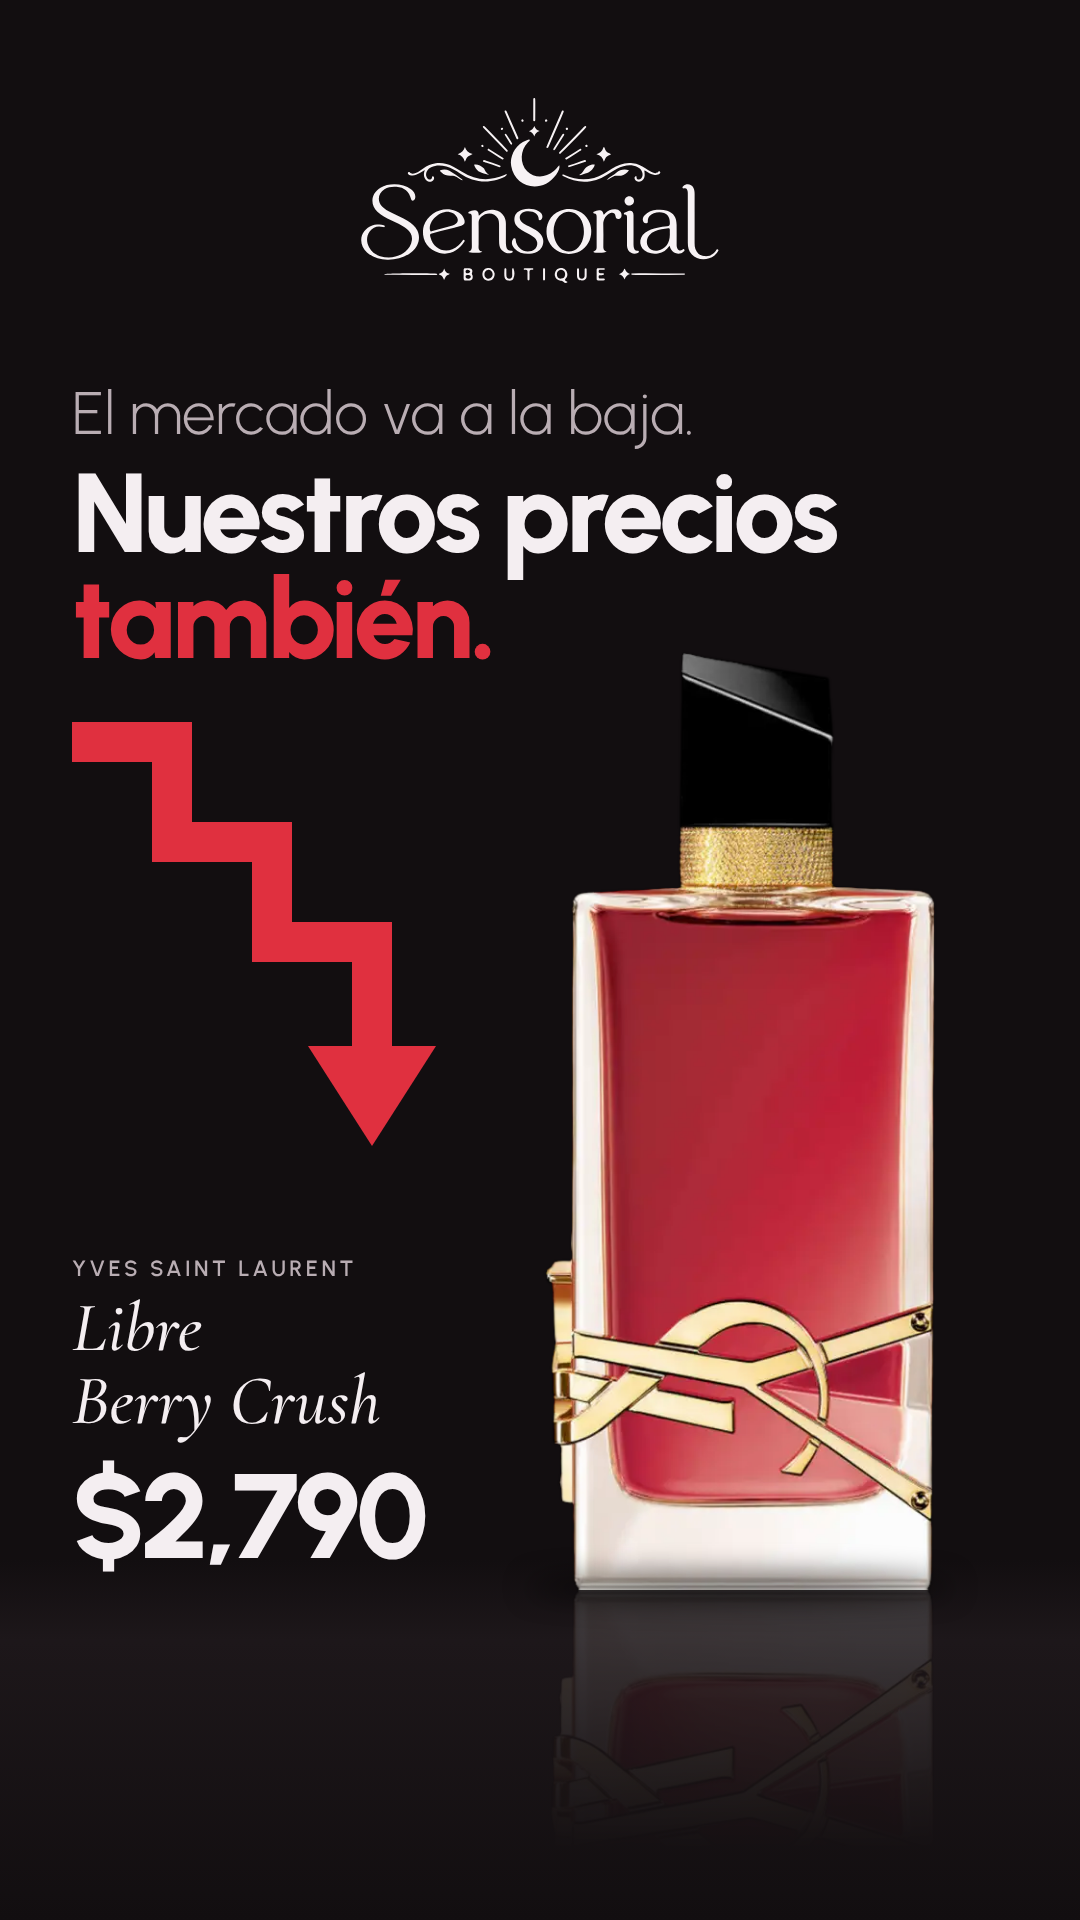 Sensorial
BOUTIQUE
El mercado va a la baja.
Nuestros precios
también.
YVES SAINT LAURENT
Libre
Berry Crush
$2,790